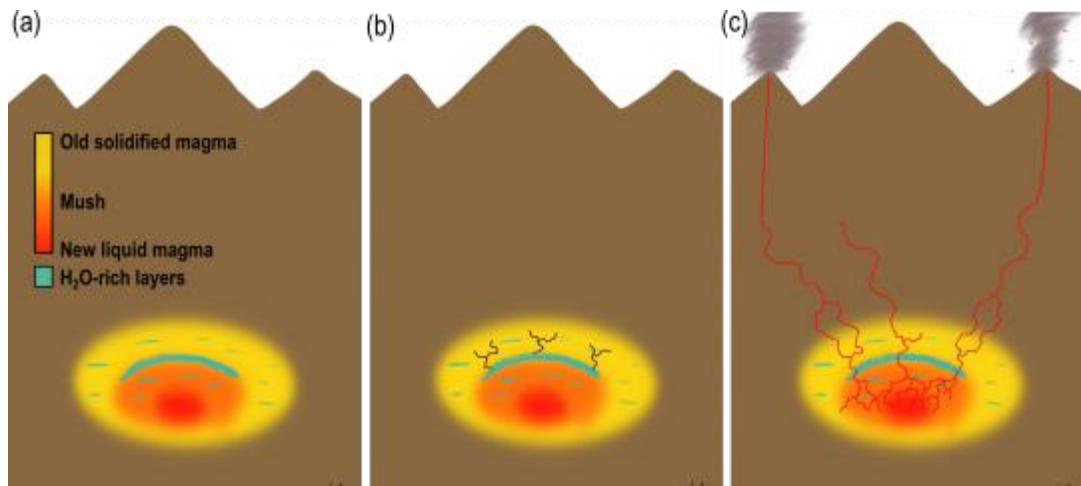 (a)
(b)
(c)
Old solidified magma
Mush
New liquid magma
H₂O-rich layers